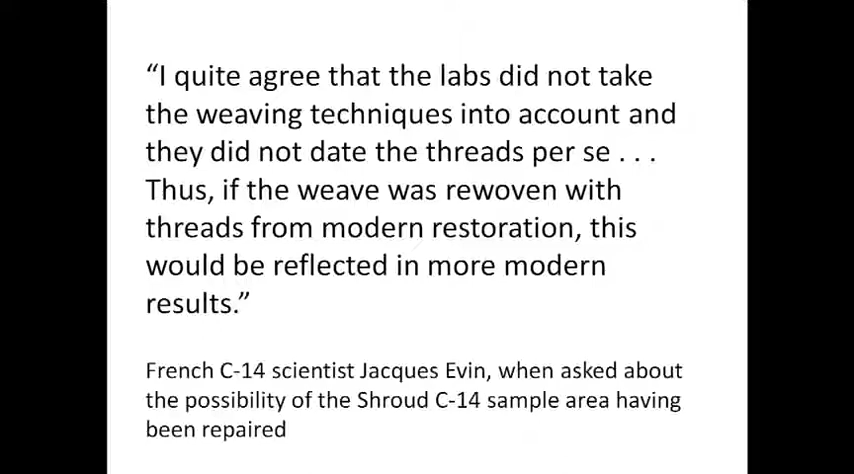 “I quite agree that the labs did not take
the weaving techniques into account and
they did not date the threads per se . . .
Thus, if the weave was rewoven with
threads from modern restoration, this
would be reflected in more modern
results.”
French C-14 scientist Jacques Evin, when asked about
the possibility of the Shroud C-14 sample area having
been repaired